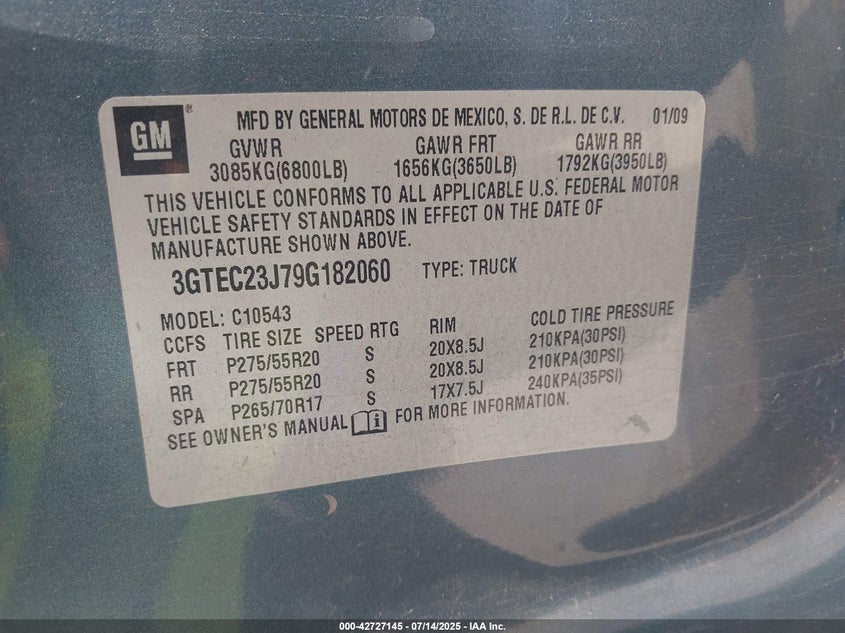 GM ®
MFD BY GENERAL MOTORS DE MEXICO, S. DE R.L. DE C.V. 01/09
GVWR GAWR FRT GAWR RR
3085KG(6800LB) 1656KG(3650LB) 1792KG(3950LB)
THIS VEHICLE CONFORMS TO ALL APPLICABLE U.S. FEDERAL MOTOR
VEHICLE SAFETY STANDARDS IN EFFECT ON THE DATE OF
MANUFACTURE SHOWN ABOVE.
3GTEC23J79G182060 TYPE: TRUCK
MODEL: C10543
CCFS TIRE SIZE SPEED RTG RIM COLD TIRE PRESSURE
FRT P275/55R20 S 20X8.5J 210KPA(30PSI)
RR P275/55R20 S 20X8.5J 210KPA(30PSI)
SPA P265/70R17 S 17X7.5J 240KPA(35PSI)
SEE OWNER'S MANUAL i FOR MORE INFORMATION.
000-42727145 - 07/14/2025 - IAA Inc.